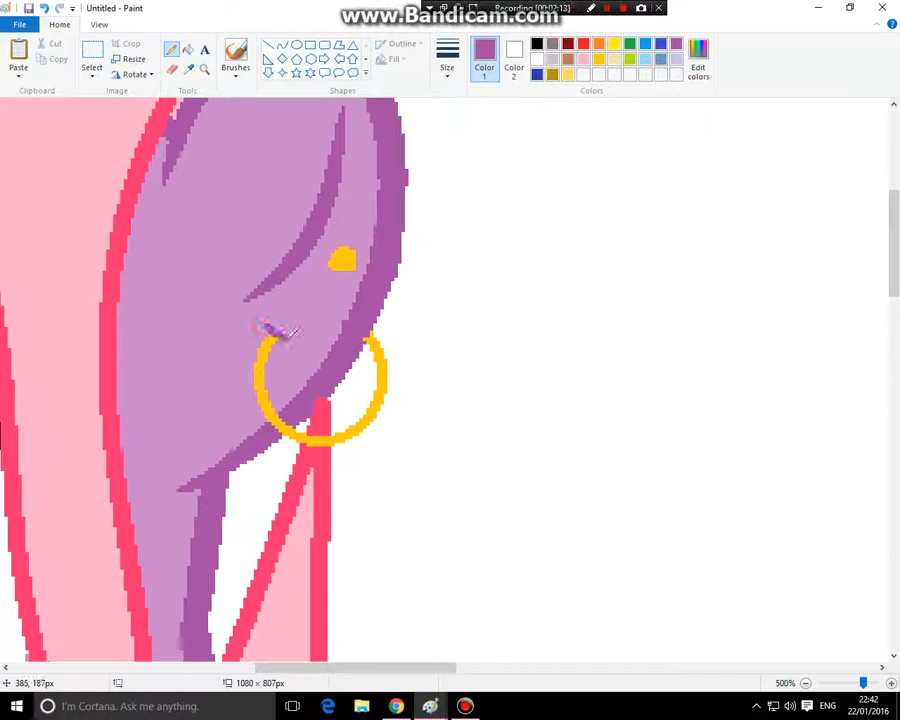 Untitled - Paint
www.Bandicam.com
Recording [00:02:13]
File
Home
View
Paste
Cut
Copy
Clipboard
Select
Crop
Resize
Rotate
Image
A
Tools
Brushes
Outline
Fill
Shapes
Size
Color 1
Color 2
Edit colors
Colors
385, 187px
1080 × 807px
500%
I'm Cortana. Ask me anything.
ENG
22:42
22/01/2016